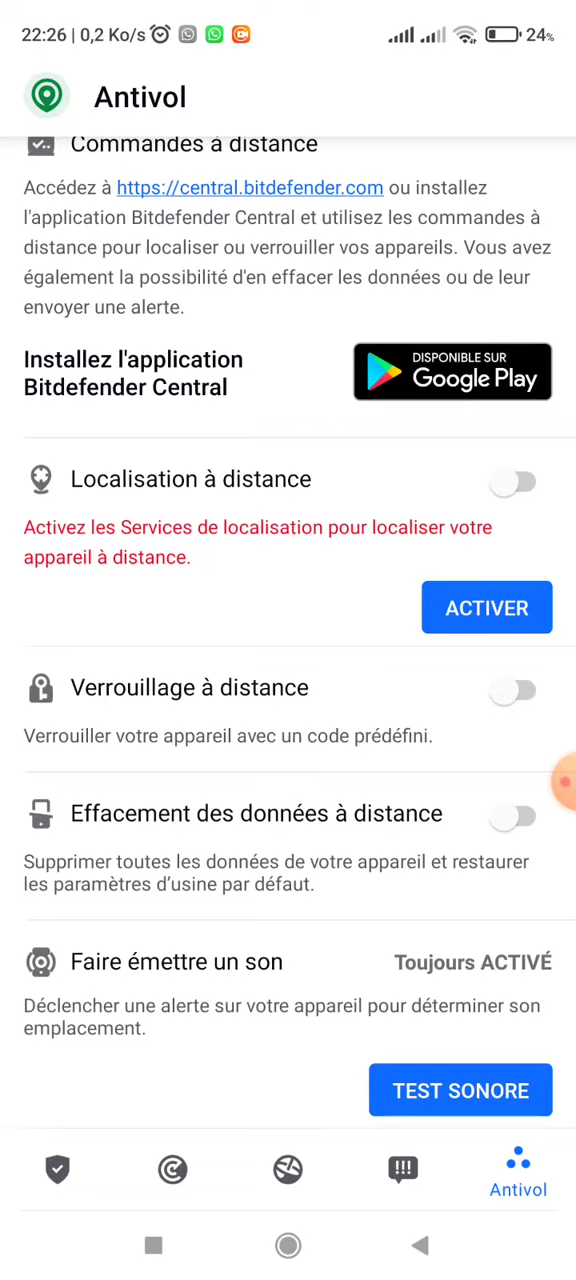 22:26 | 0,2 Ko/s
24%
Antivol
Commandes à distance
Accédez à https://central.bitdefender.com ou installez
l'application Bitdefender Central et utilisez les commandes à
distance pour localiser ou verrouiller vos appareils. Vous avez
également la possibilité d'en effacer les données ou de leur
envoyer une alerte.
Installez l'application
Bitdefender Central
DISPONIBLE SUR
Google Play
Localisation à distance
Activez les Services de localisation pour localiser votre
appareil à distance.
ACTIVER
Verrouillage à distance
Verrouiller votre appareil avec un code prédéfini.
Effacement des données à distance
Supprimer toutes les données de votre appareil et restaurer
les paramètres d’usine par défaut.
Faire émettre un son
Toujours ACTIVÉ
Déclencher une alerte sur votre appareil pour déterminer son
emplacement.
TEST SONORE
Antivol